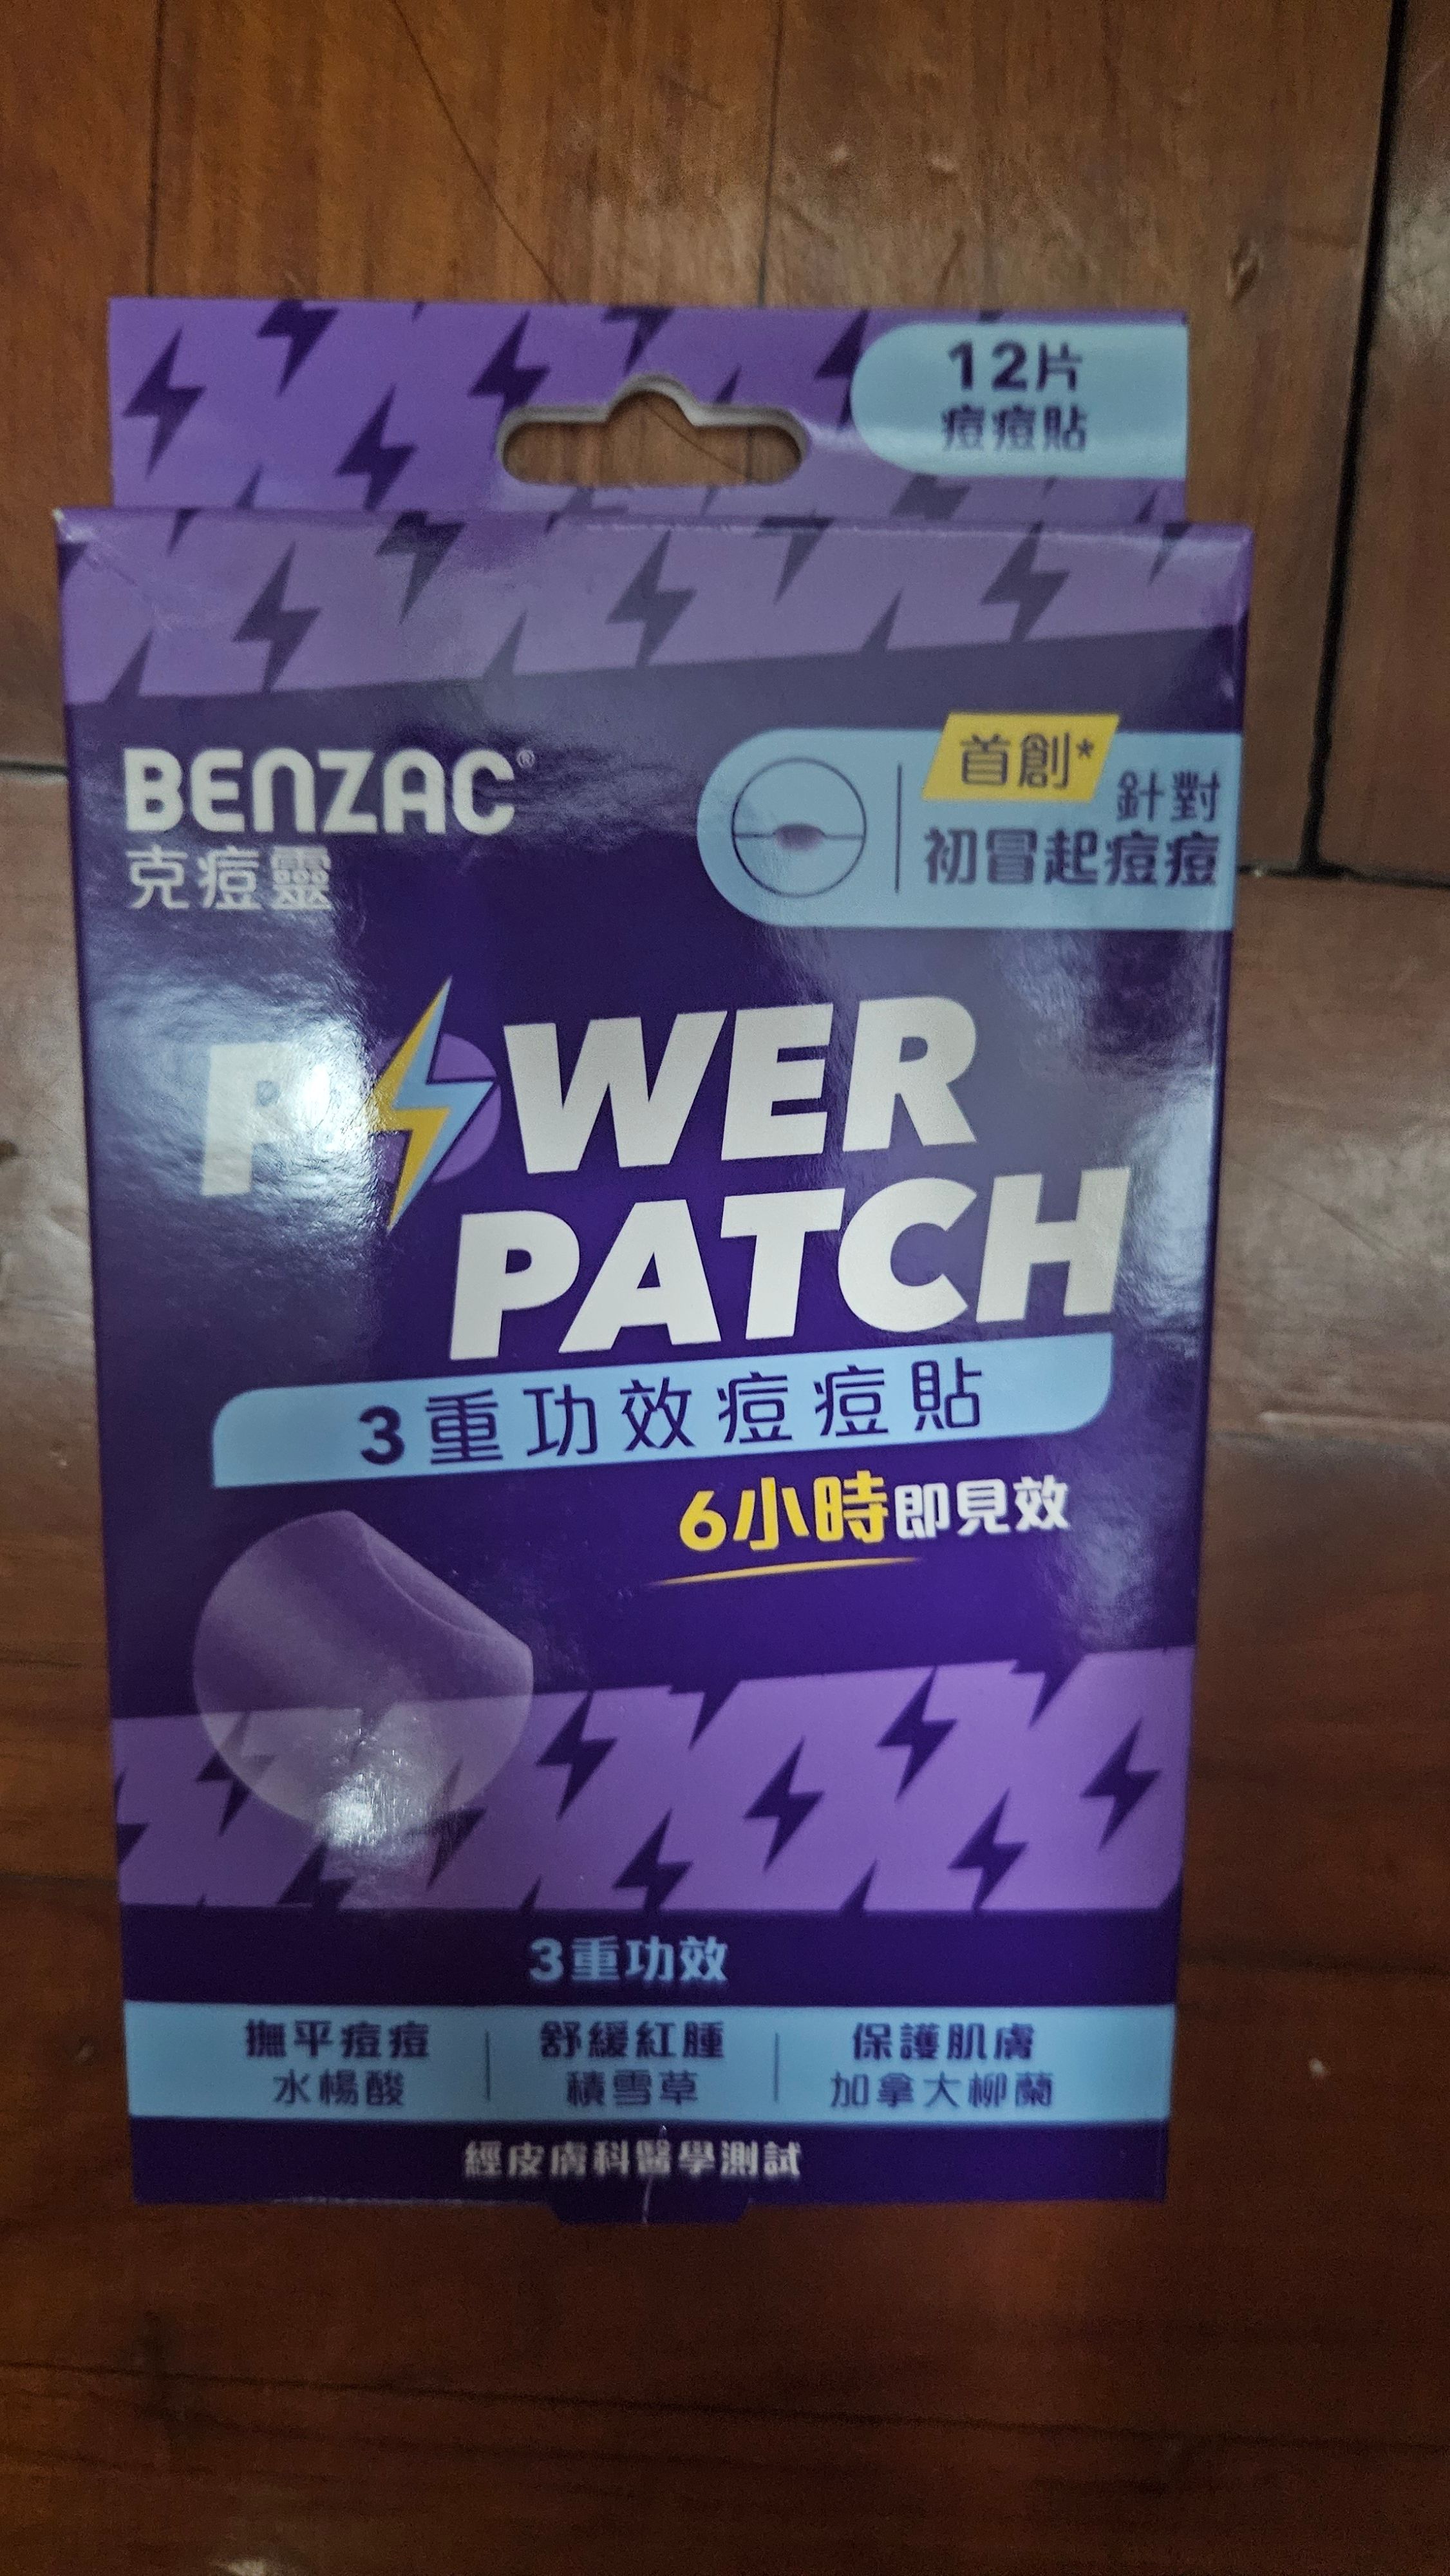 12片
痘痘貼
BENZAC®
克痘靈
首創*
針對
初冒起痘痘
POWER
PATCH
3重功效痘痘貼
6小時即見效
3重功效
撫平痘痘
水楊酸
舒緩紅腫
積雪草
保護肌膚
加拿大柳蘭
經皮膚科醫學測試